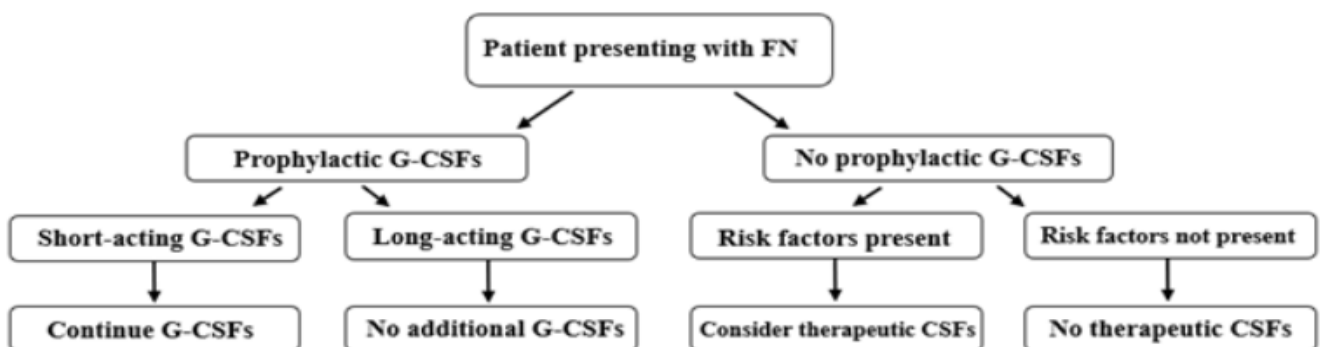 Patient presenting with FN
Prophylactic G-CSFs
No prophylactic G-CSFs
Short-acting G-CSFs
Long-acting G-CSFs
Risk factors present
Risk factors not present
Continue G-CSFs
No additional G-CSFs
Consider therapeutic CSFs
No therapeutic CSFs